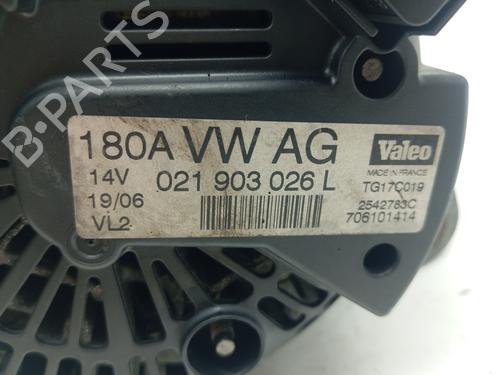 B-PARTS
180A VW AG
Valeo
MADE IN FRANCE
14V 021 903 026 L
TG17C019
19/06
2542783C
VL2
706101414